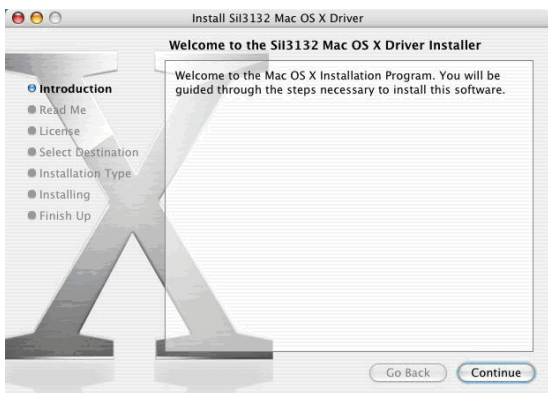 Install SiI3132 Mac OS X Driver
Welcome to the SiI3132 Mac OS X Driver Installer
Introduction
Read Me
License
Select Destination
Installation Type
Installing
Finish Up
Welcome to the Mac OS X Installation Program. You will be
guided through the steps necessary to install this software.
Go Back
Continue